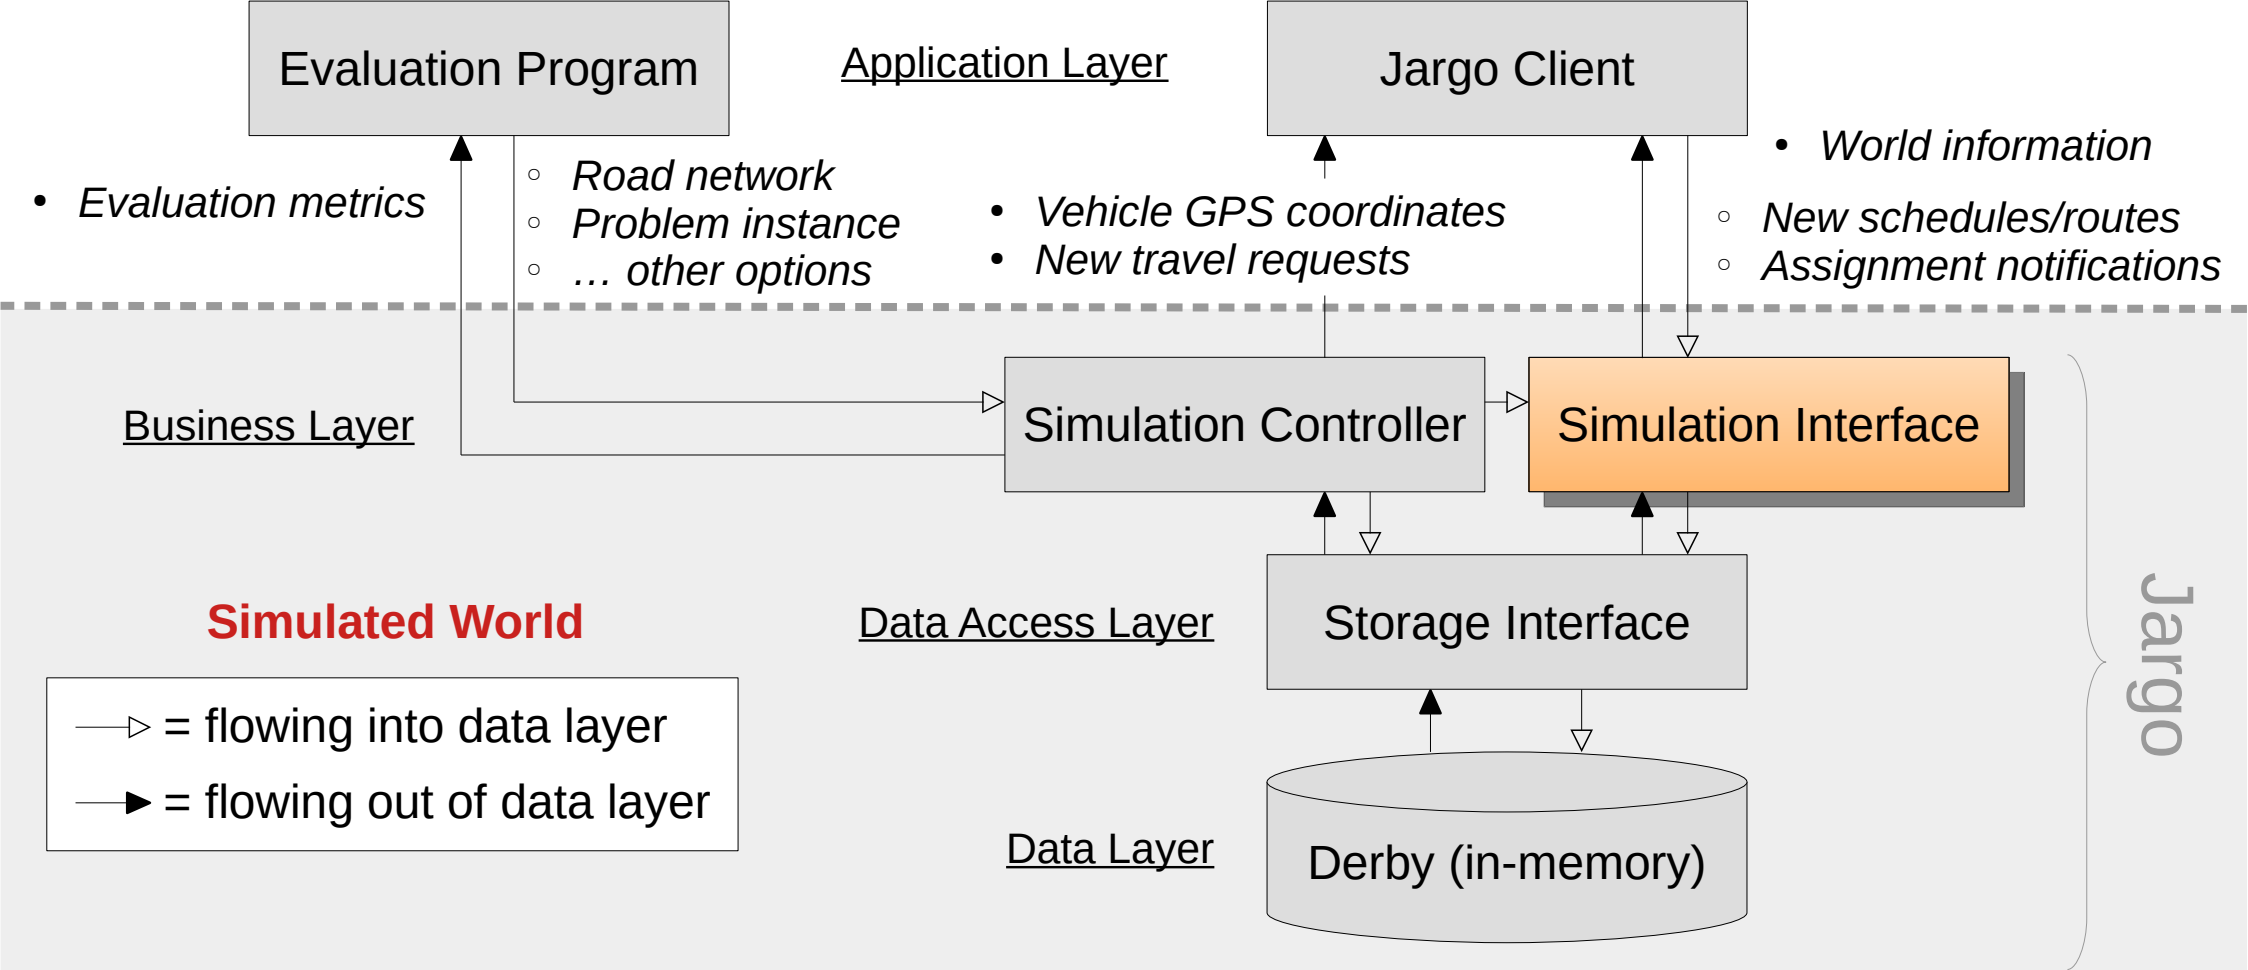 Evaluation Program
Application Layer
Jargo Client
• Evaluation metrics
○ Road network
○ Problem instance
○ … other options
• Vehicle GPS coordinates
• New travel requests
• World information
○ New schedules/routes
○ Assignment notifications
Business Layer
Simulation Controller
Simulation Interface
Simulated World
Data Access Layer
Storage Interface
Jargo
= flowing into data layer
= flowing out of data layer
Data Layer
Derby (in-memory)